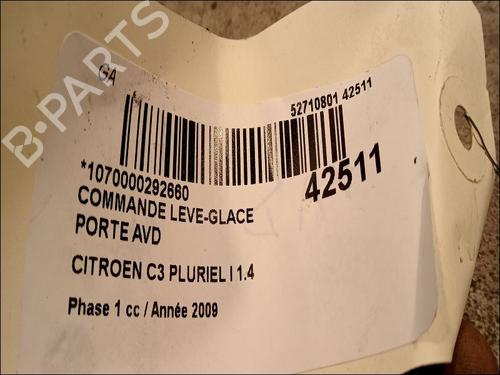 GA
B-PARTS
52710801 42511
*1070000292660
42511
COMMANDE LEVE-GLACE
PORTE AVD
CITROEN C3 PLURIEL I 1.4
Phase 1 cc / Année 2009